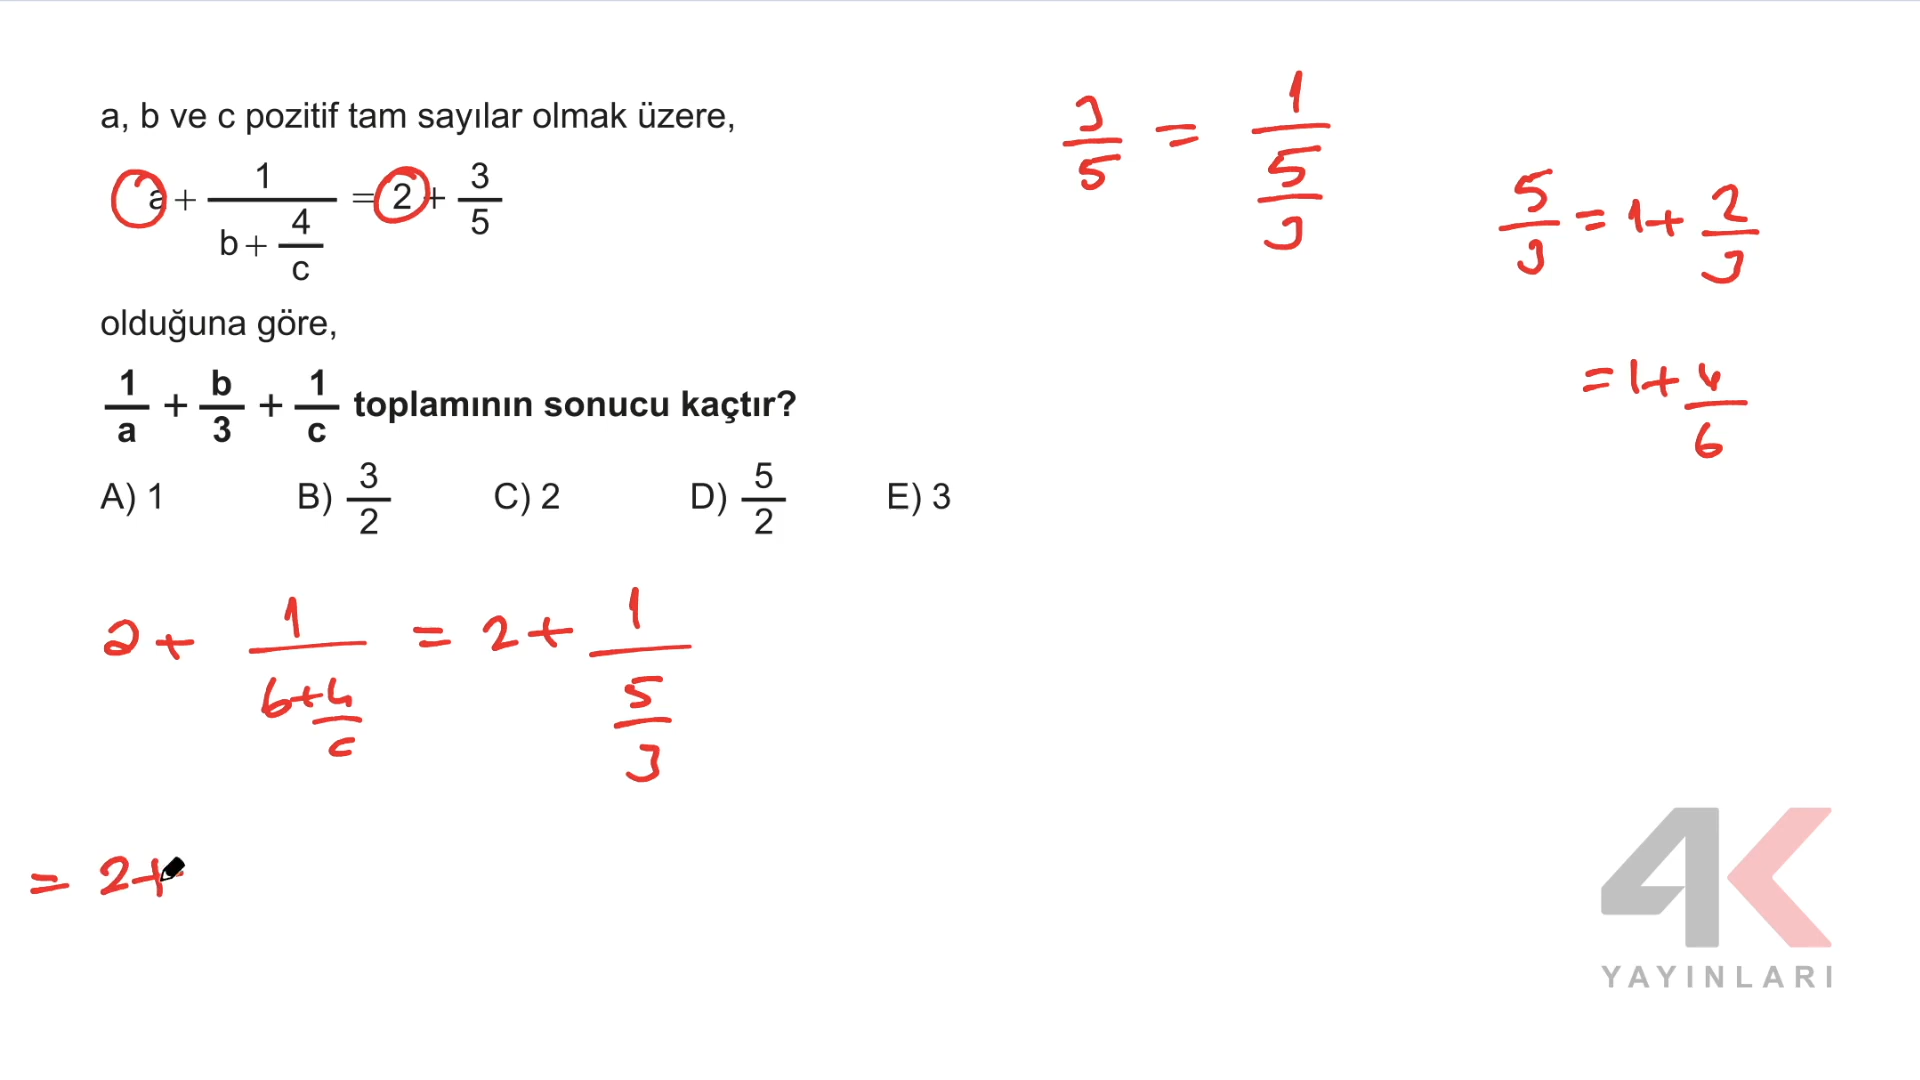 a, b ve c pozitif tam sayılar olmak üzere,
a + 1/(b + 4/c) = 2 + 3/5
olduğuna göre,
1/a + b/3 + 1/c toplamının sonucu kaçtır?
A) 1 B) 3/2 C) 2 D) 5/2 E) 3
3/5 = 1/(5/3)
5/3 = 1 + 2/3
= 1 + 4/6
a + 1/(b + 4/c) = 2 + 1/(5/3)
= 2 +
4K
YAYINLARI